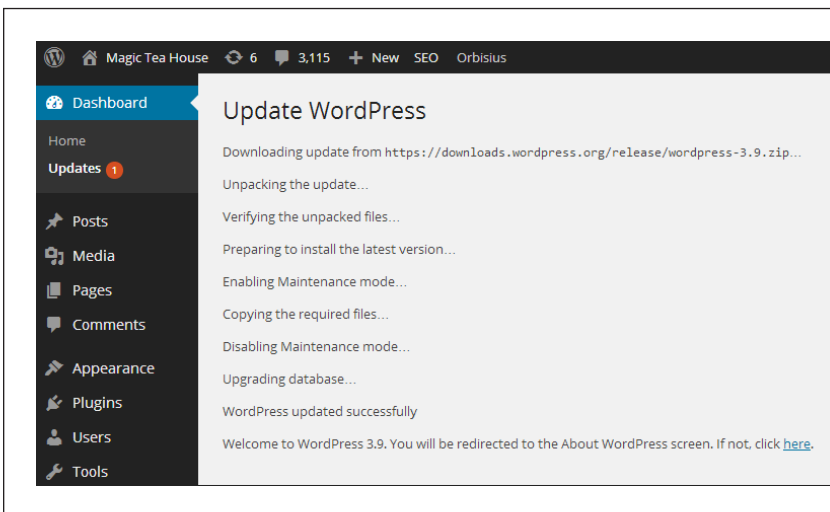 Magic Tea House 6 3,115 + New SEO Orbisius
Dashboard
Home
Updates 1
Posts
Media
Pages
Comments
Appearance
Plugins
Users
Tools
Update WordPress
Downloading update from https://downloads.wordpress.org/release/wordpress-3.9.zip…
Unpacking the update…
Verifying the unpacked files…
Preparing to install the latest version…
Enabling Maintenance mode…
Copying the required files…
Disabling Maintenance mode…
Upgrading database…
WordPress updated successfully
Welcome to WordPress 3.9. You will be redirected to the About WordPress screen. If not, click here.